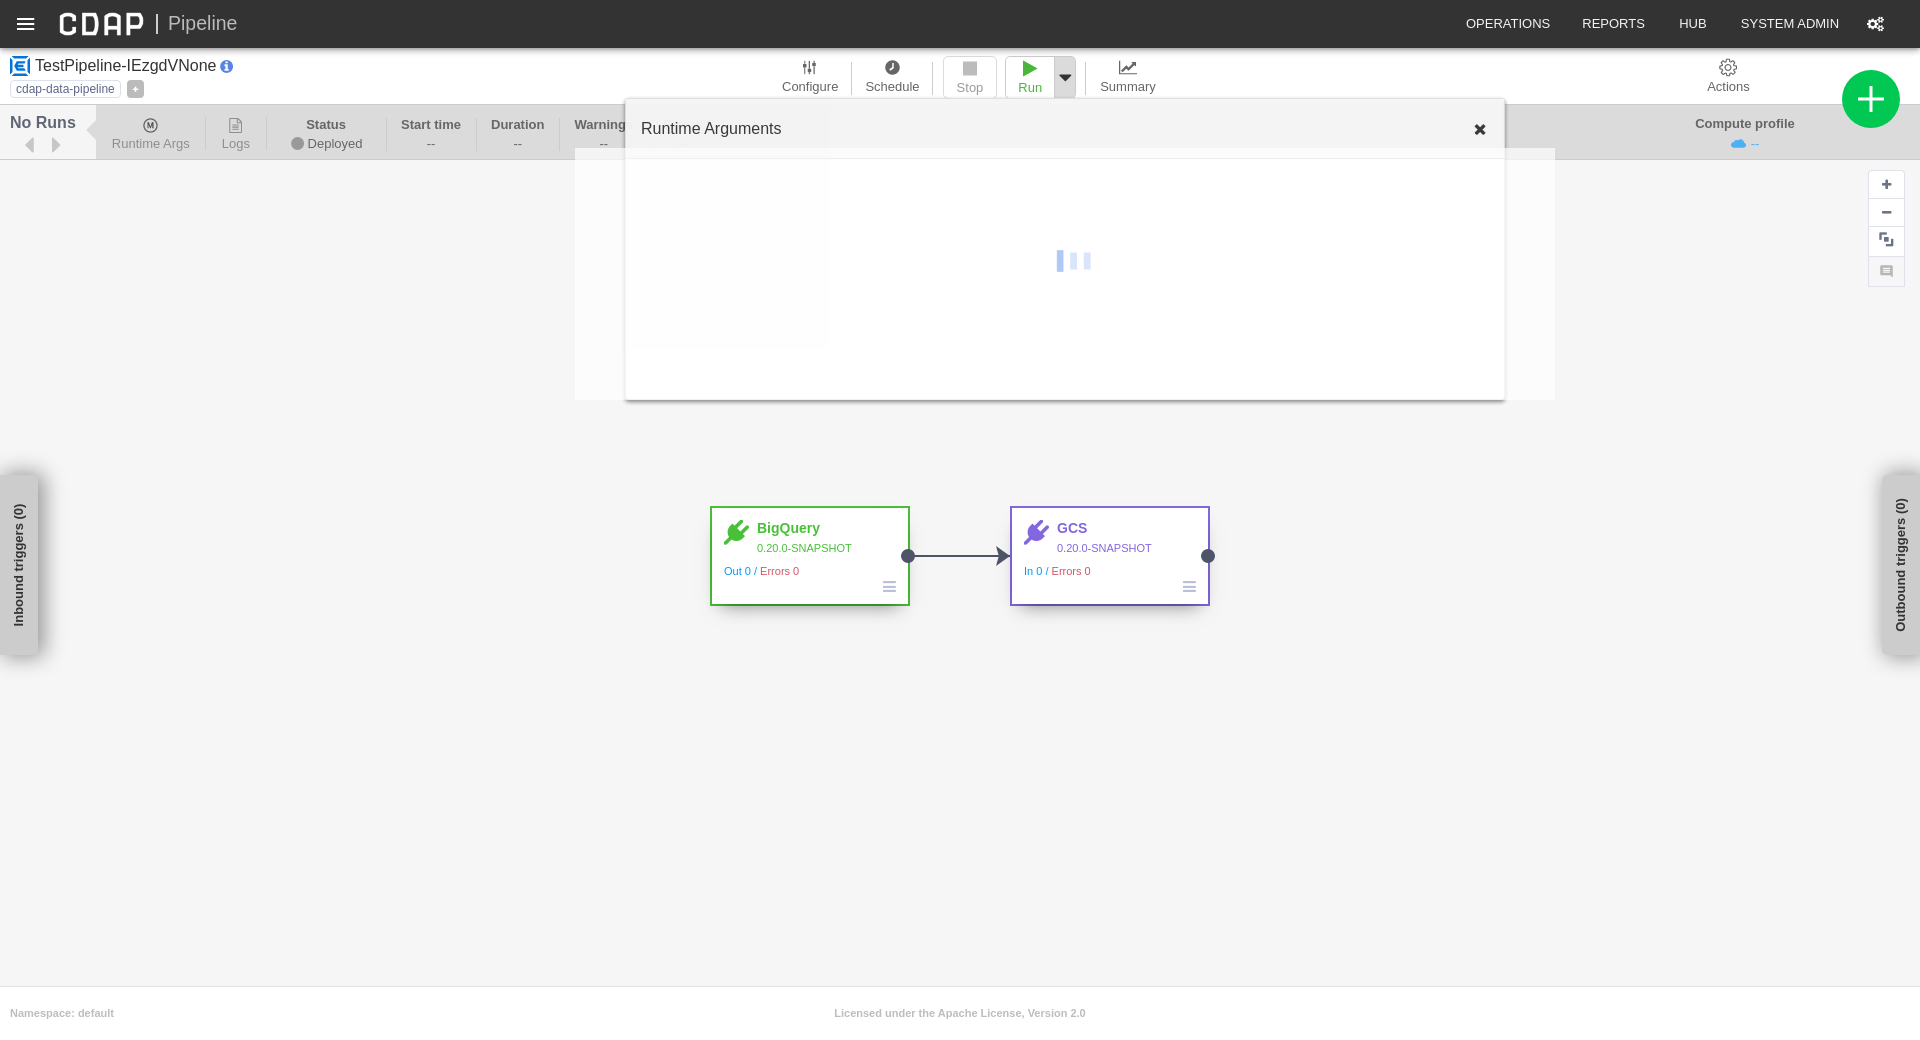 CDAP | Pipeline
OPERATIONS REPORTS HUB SYSTEM ADMIN
TestPipeline-IEzgdVNone
cdap-data-pipeline +
Configure Schedule Stop Run Summary Actions
No Runs
Runtime Args
Logs
Status
Deployed
Start time
--
Duration
--
Warning
--
Runtime Arguments
Compute profile
--
Inbound triggers (0)
BigQuery
0.20.0-SNAPSHOT
Out 0 / Errors 0
GCS
0.20.0-SNAPSHOT
In 0 / Errors 0
Outbound triggers (0)
Namespace: default
Licensed under the Apache License, Version 2.0